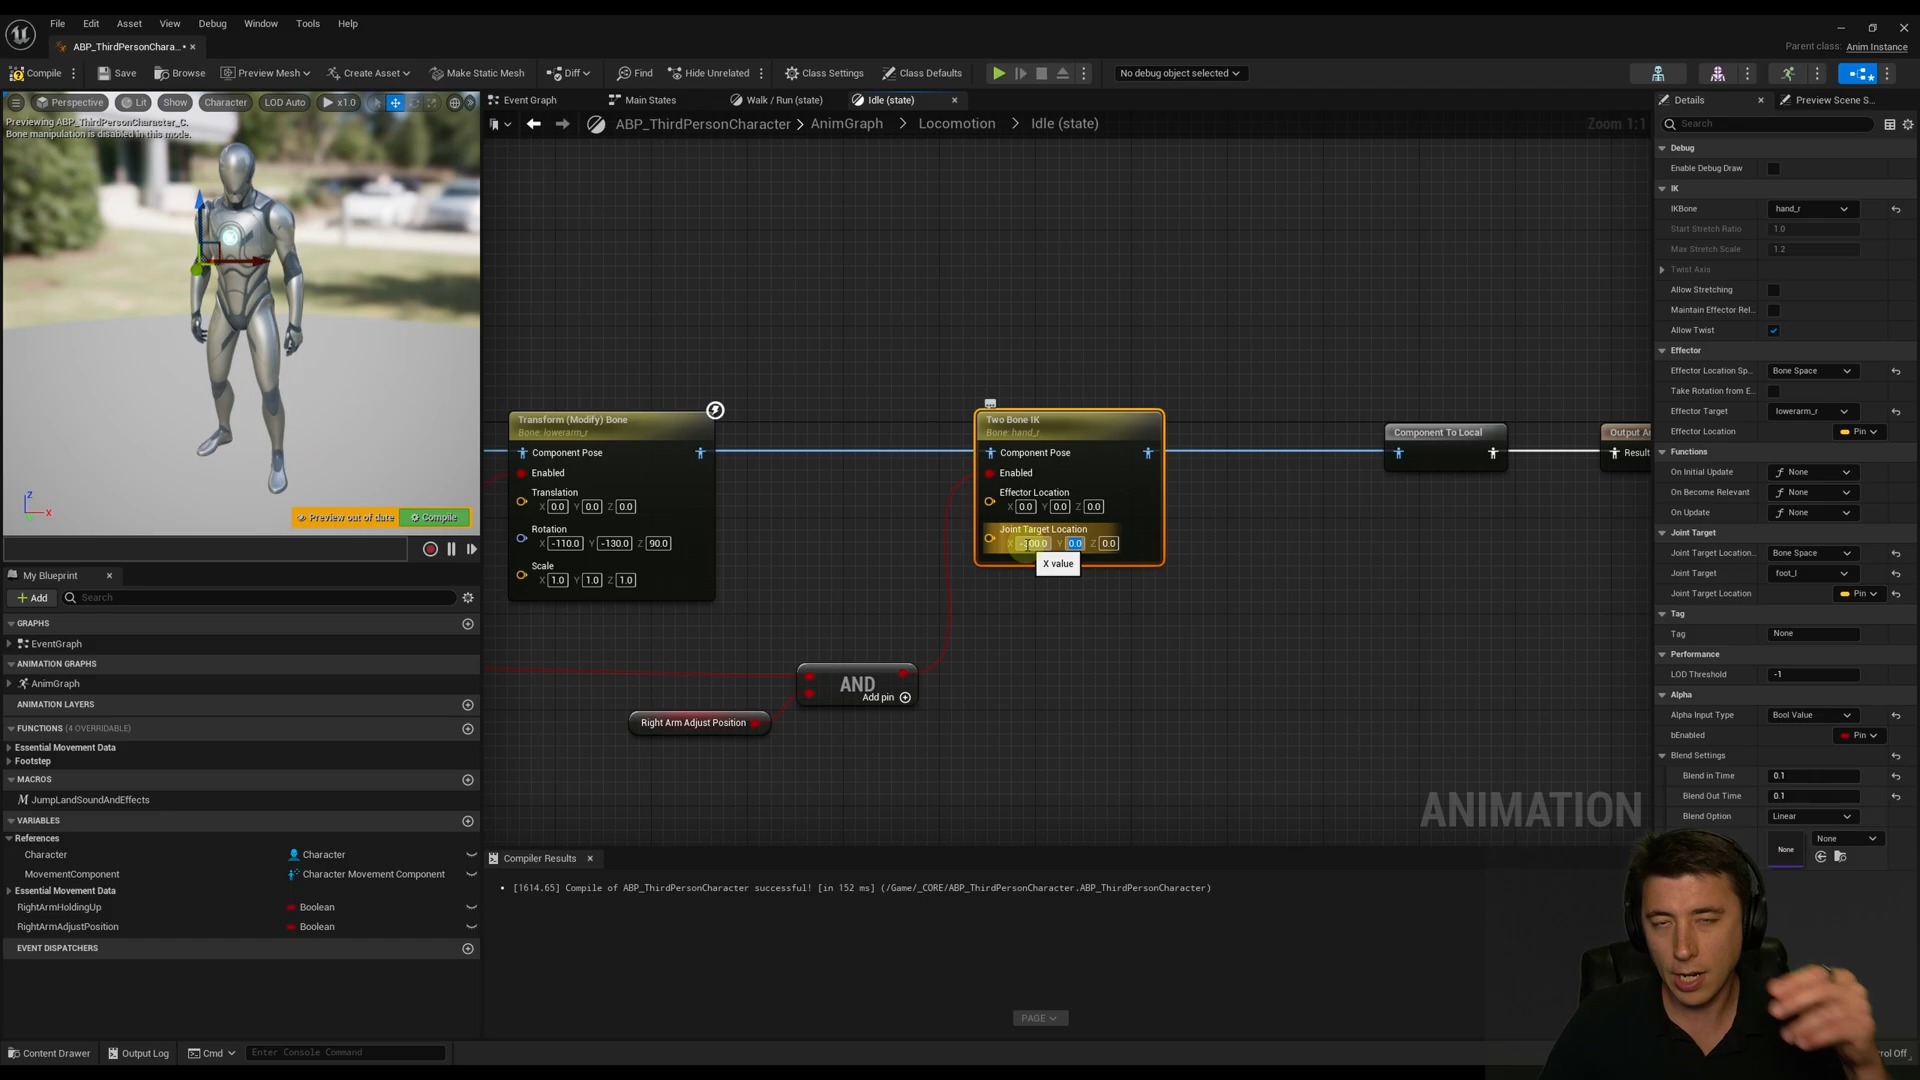 File Edit Asset View Debug Window Tools Help
ABP_ThirdPersonChara...•
Parent class: Anim Instance
Compile Save Browse Preview Mesh Create Asset Make Static Mesh Diff Find Hide Unrelated Class Settings Class Defaults No debug object selected
Perspective Lit Show Character LOD Auto x1.0
Previewing ABP_ThirdPersonCharacter_C.
Bone manipulation is disabled in this mode.
Z
X
Preview out of date Compile
Event Graph Main States Walk / Run (state) Idle (state)
ABP_ThirdPersonCharacter > AnimGraph > Locomotion > Idle (state)
Zoom 1:1
Transform (Modify) Bone
Bone: lowerarm_r
Component Pose
Enabled
Translation
X 0.0 Y 0.0 Z 0.0
Rotation
X -110.0 Y -130.0 Z 90.0
Scale
X 1.0 Y 1.0 Z 1.0
Two Bone IK
Bone: hand_r
Component Pose
Enabled
Effector Location
X 0.0 Y 0.0 Z 0.0
Joint Target Location
Y 0.0 Z 0.0
X value
Component To Local
Result
AND
Add pin
Right Arm Adjust Position
ANIMATION
My Blueprint
Add Search
GRAPHS
EventGraph
ANIMATION GRAPHS
AnimGraph
ANIMATION LAYERS
FUNCTIONS (4 OVERRIDABLE)
Essential Movement Data
Footstep
MACROS
JumpLandSoundAndEffects
VARIABLES
References
Character Character
MovementComponent Character Movement Component
Essential Movement Data
RightArmHoldingUp Boolean
RightArmAdjustPosition Boolean
EVENT DISPATCHERS
Compiler Results
[1614.65] Compile of ABP_ThirdPersonCharacter successful! [in 152 ms] (/Game/_CORE/ABP_ThirdPersonCharacter.ABP_ThirdPersonCharacter)
PAGE
Details Preview Scene S...
Search
Debug
Enable Debug Draw
IK
IKBone hand_r
Start Stretch Ratio 1.0
Max Stretch Scale 1.2
Twist Axis
Allow Stretching
Maintain Effector Rel...
Allow Twist
Effector
Effector Location Sp... Bone Space
Take Rotation from E...
Effector Target lowerarm_r
Effector Location Pin
Functions
On Initial Update None
On Become Relevant None
On Update None
Joint Target
Joint Target Location... Bone Space
Joint Target foot_l
Joint Target Location Pin
Tag
Tag None
Performance
LOD Threshold -1
Alpha
Alpha Input Type Bool Value
bEnabled Pin
Blend Settings
Blend in Time 0.1
Blend Out Time 0.1
Blend Option Linear
None None
Content Drawer Output Log Cmd Enter Console Command